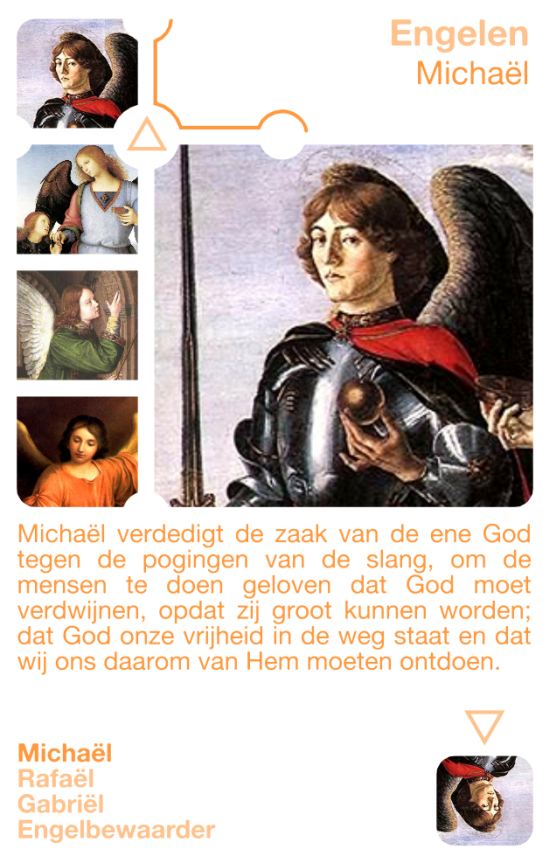 Engelen
Michaël
Michaël verdedigt de zaak van de ene God
tegen de pogingen van de slang, om de
mensen te doen geloven dat God moet
verdwijnen, opdat zij groot kunnen worden;
dat God onze vrijheid in de weg staat en dat
wij ons daarom van Hem moeten ontdoen.
Michaël
Rafaël
Gabriël
Engelbewaarder